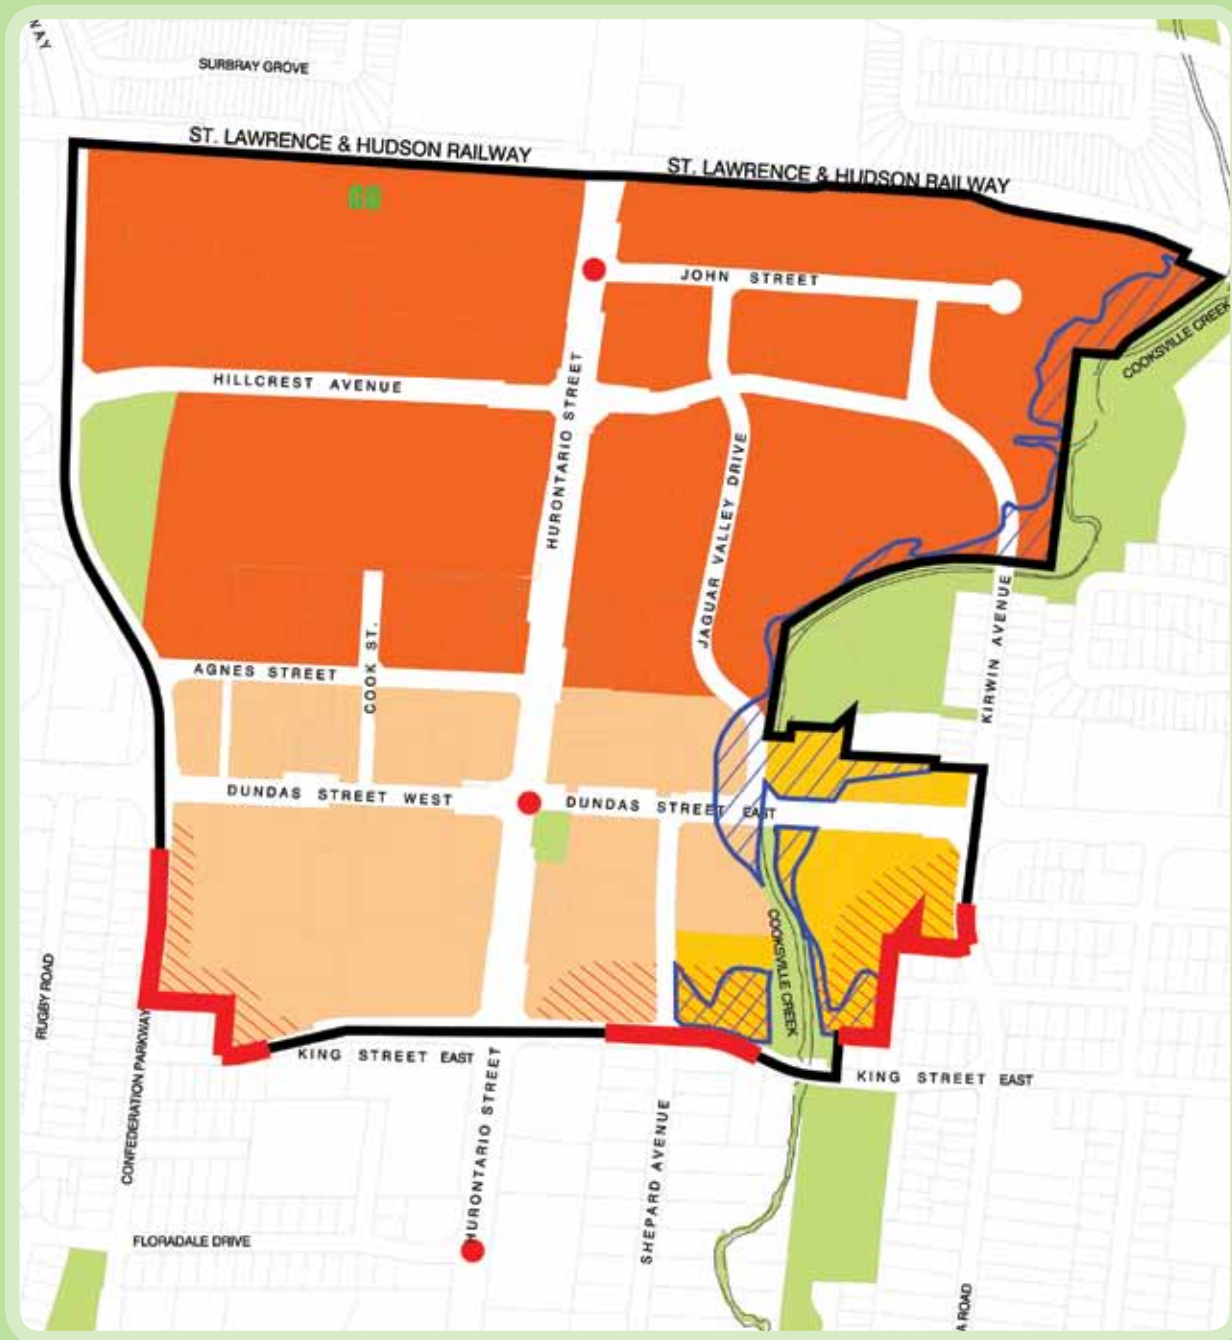 WAY
SURBRAY GROVE
ST. LAWRENCE & HUDSON RAILWAY
ST. LAWRENCE & HUDSON RAILWAY
JOHN STREET
COOKSVILLE CREEK
HILLCREST AVENUE
HURONTARIO STREET
JAGUAR VALLEY DRIVE
KIRWIN AVENUE
AGNES STREET
COOK ST.
DUNDAS STREET WEST
DUNDAS STREET EAST
COOKSVILLE CREEK
RUGBY ROAD
CONFEDERATION PARKWAY
KING STREET EAST
KING STREET EAST
HURONTARIO STREET
SHEPARD AVENUE
FLORADALE DRIVE
A ROAD